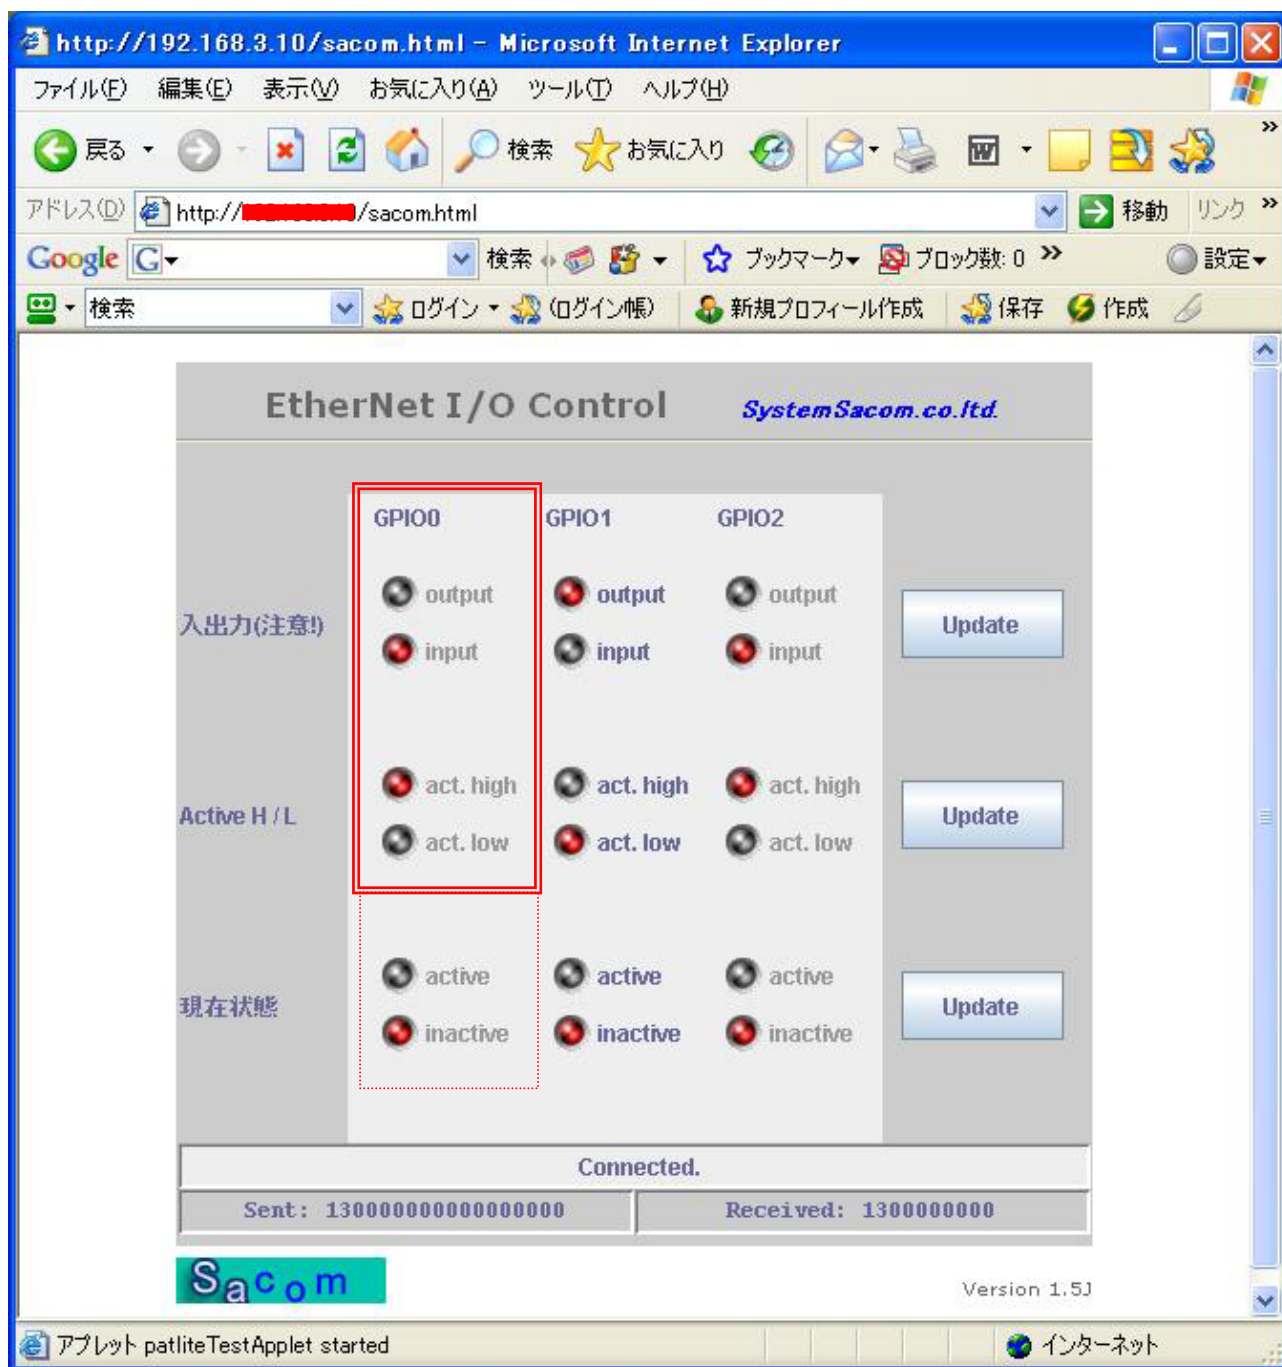 http://192.168.3.10/sacom.html - Microsoft Internet Explorer
ファイル(F) 編集(E) 表示(V) お気に入り(A) ツール(T) ヘルプ(H)
戻る 検索 お気に入り
アドレス(D) http:// /sacom.html 移動 リンク
Google 検索 ブックマーク ブロック数: 0 設定
検索 ログイン (ログイン帳) 新規プロフィール作成 保存 作成
EtherNet I/O Control SystemSacom.co.ltd.
GPIO0 GPIO1 GPIO2
output output output
入出力(注意!) Update
input input input
act. high act. high act. high
Active H / L Update
act. low act. low act. low
active active active
現在状態 Update
inactive inactive inactive
Connected.
Sent: 130000000000000000 Received: 1300000000
Sacom
Version 1.5J
アプレット patliteTestApplet started インターネット